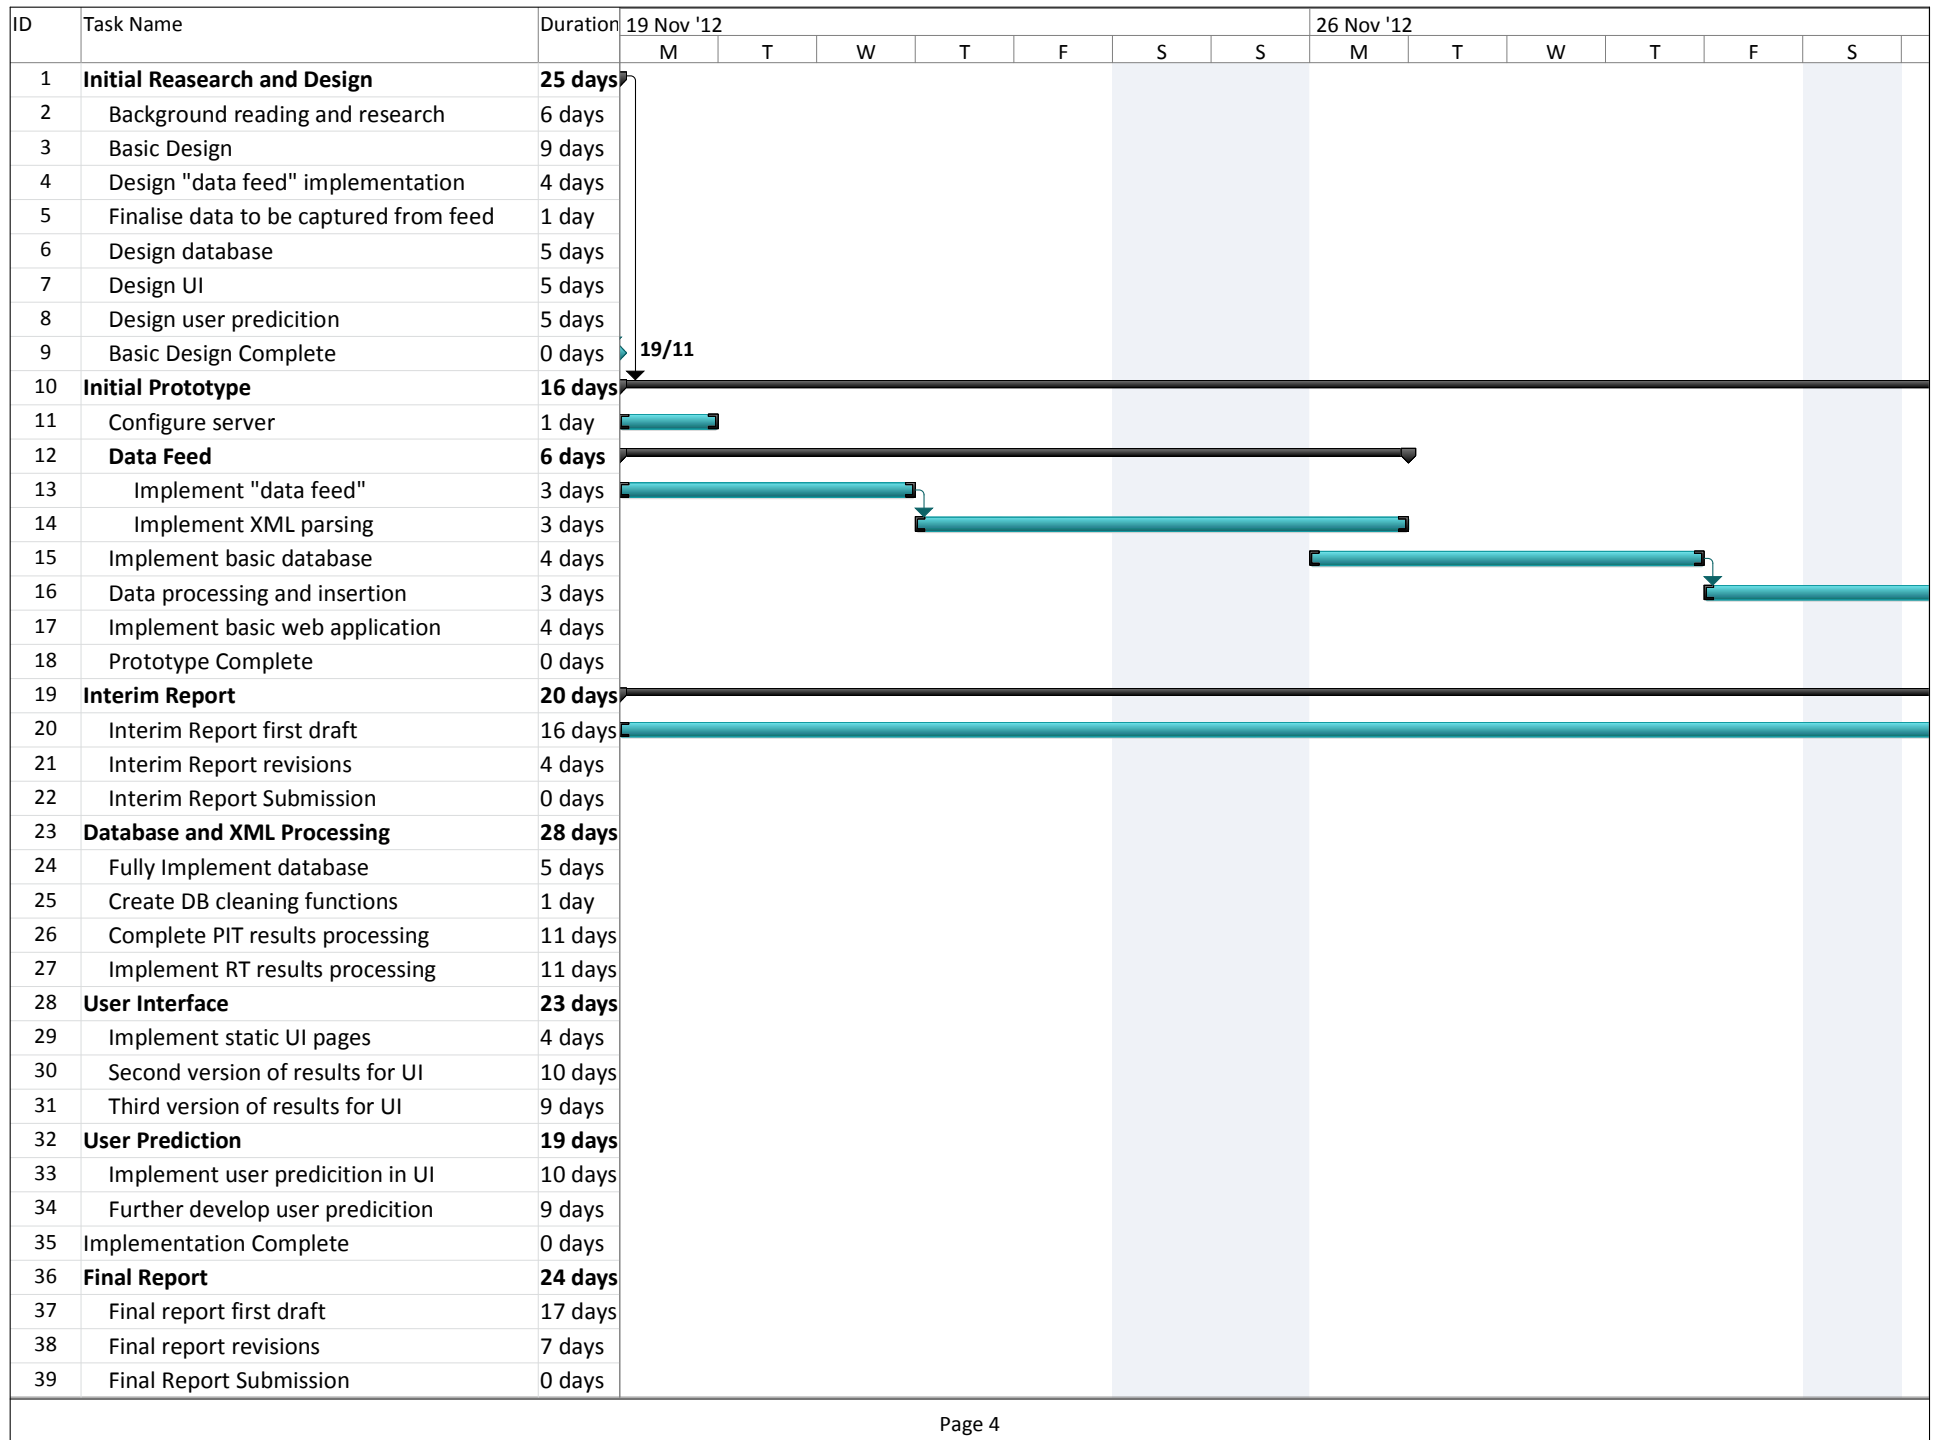 ID Task Name Duration 19 Nov '12 26 Nov '12
M T W T F S S M T W T F S
1 Initial Reasearch and Design 25 days
2 Background reading and research 6 days
3 Basic Design 9 days
4 Design "data feed" implementation 4 days
5 Finalise data to be captured from feed 1 day
6 Design database 5 days
7 Design UI 5 days
8 Design user predicition 5 days
9 Basic Design Complete 0 days 19/11
10 Initial Prototype 16 days
11 Configure server 1 day
12 Data Feed 6 days
13 Implement "data feed" 3 days
14 Implement XML parsing 3 days
15 Implement basic database 4 days
16 Data processing and insertion 3 days
17 Implement basic web application 4 days
18 Prototype Complete 0 days
19 Interim Report 20 days
20 Interim Report first draft 16 days
21 Interim Report revisions 4 days
22 Interim Report Submission 0 days
23 Database and XML Processing 28 days
24 Fully Implement database 5 days
25 Create DB cleaning functions 1 day
26 Complete PIT results processing 11 days
27 Implement RT results processing 11 days
28 User Interface 23 days
29 Implement static UI pages 4 days
30 Second version of results for UI 10 days
31 Third version of results for UI 9 days
32 User Prediction 19 days
33 Implement user predicition in UI 10 days
34 Further develop user predicition 9 days
35 Implementation Complete 0 days
36 Final Report 24 days
37 Final report first draft 17 days
38 Final report revisions 7 days
39 Final Report Submission 0 days
Page 4